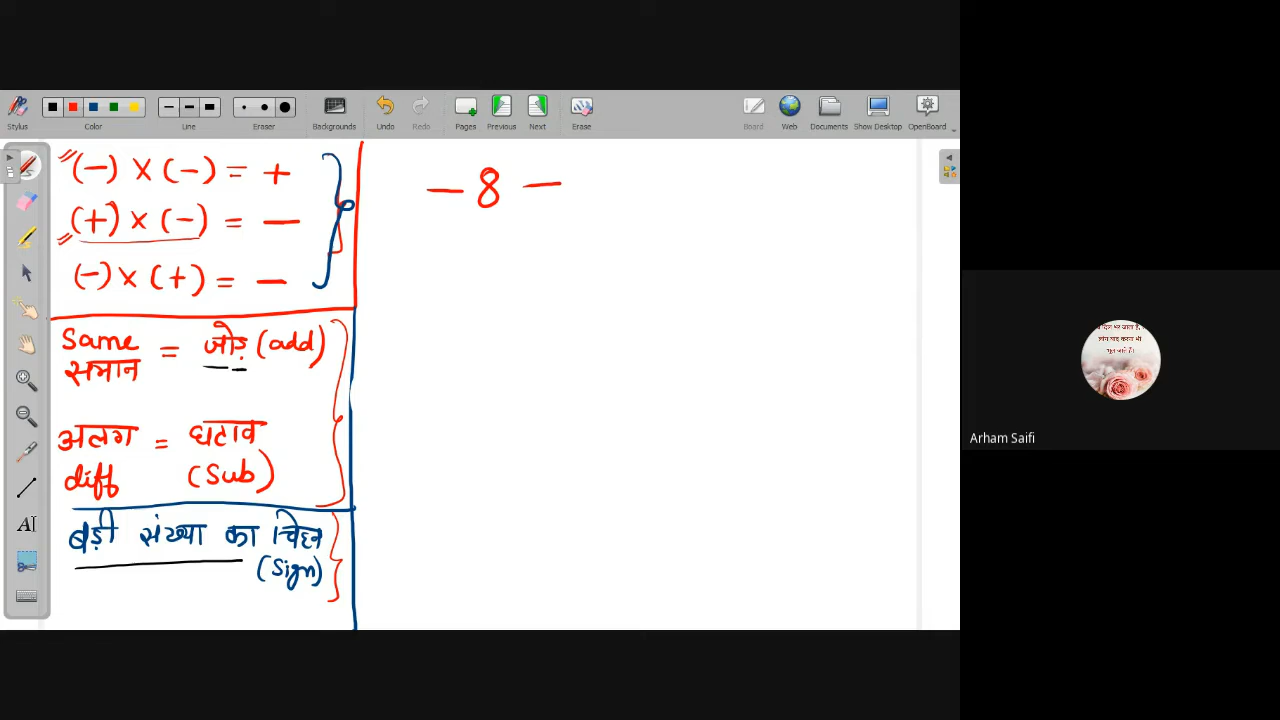 Stylus Color Line Eraser Backgrounds Undo Redo Pages Previous Next Erase Board Web Documents Show Desktop OpenBoard
(−) × (−) = +
(+) × (−) = −
(−) × (+) = −
Same = जोड़ (add)
समान
अलग = घटाव
diff (Sub)
बड़ी संख्या का चिह्न
(Sign)
− 8 −
लोग याद करना भी
भूल जाते हैं।
Arham Saifi